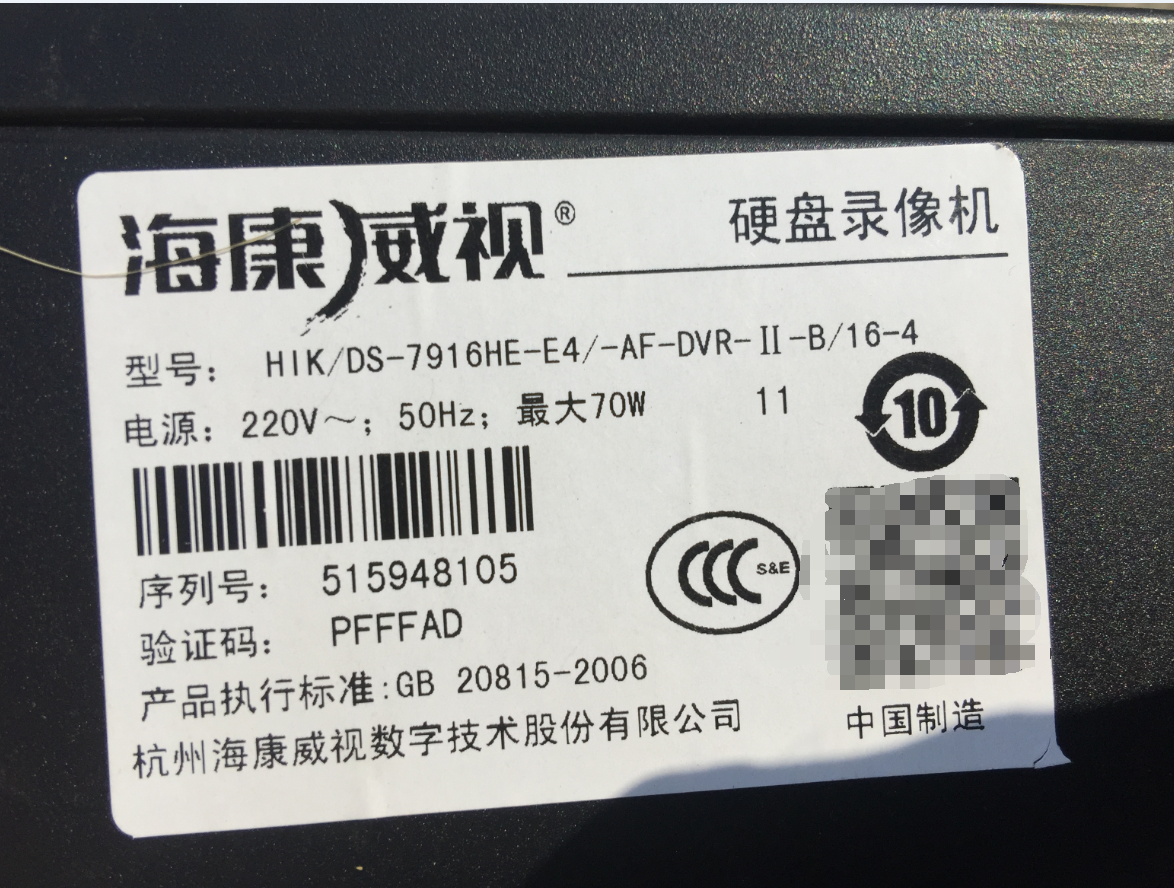 海康威视®
硬盘录像机
型号： HIK/DS-7916HE-E4/-AF-DVR-Ⅱ-B/16-4
电源：220V～；50Hz；最大70W 11
10
序列号： 515948105
验证码： PFFFAD
CCC S&E
产品执行标准:GB 20815-2006
杭州海康威视数字技术股份有限公司
中国制造